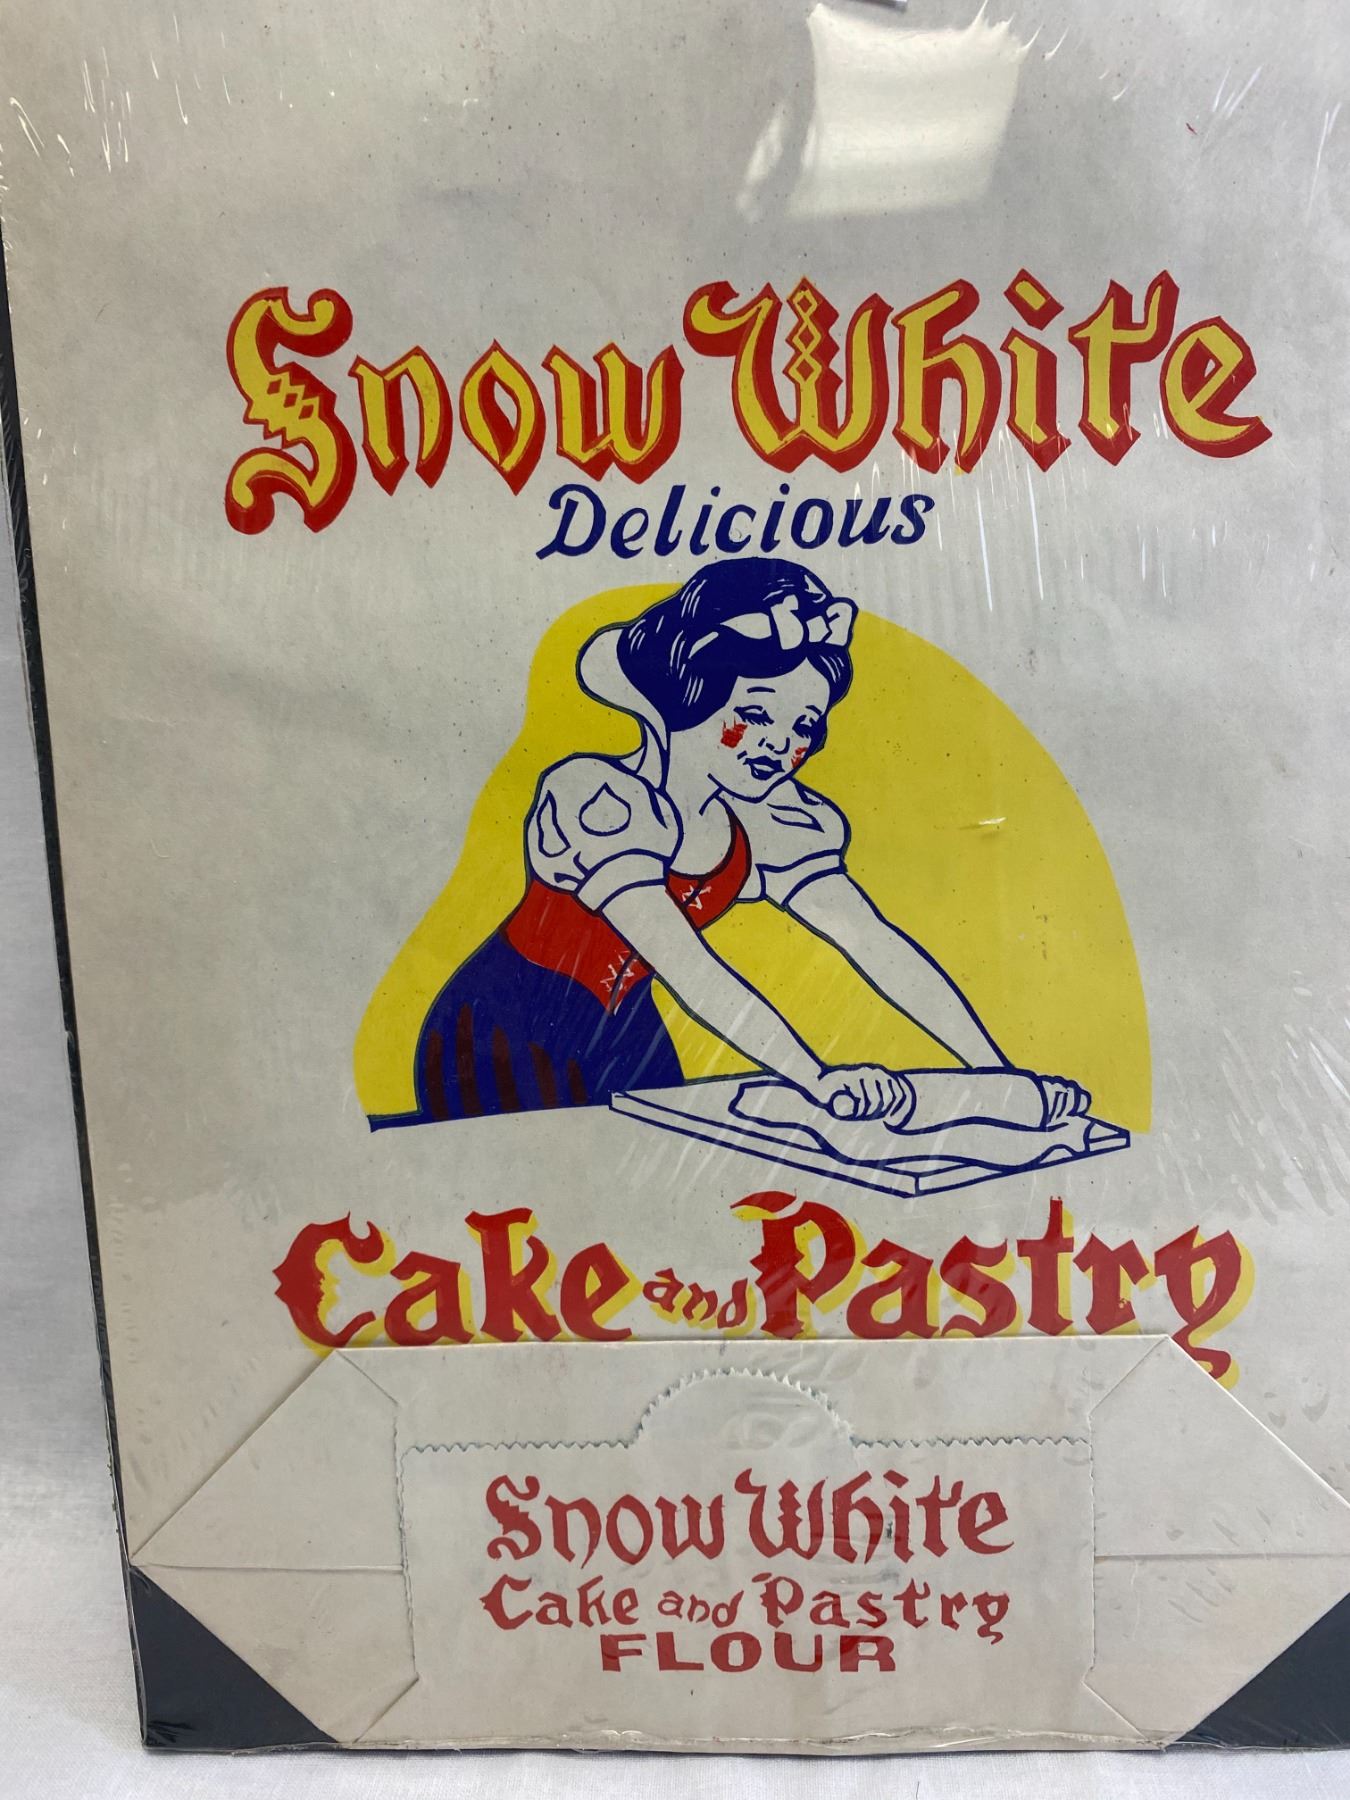 Snow White
Delicious
Cake and Pastry
Snow White
Cake and Pastry
FLOUR